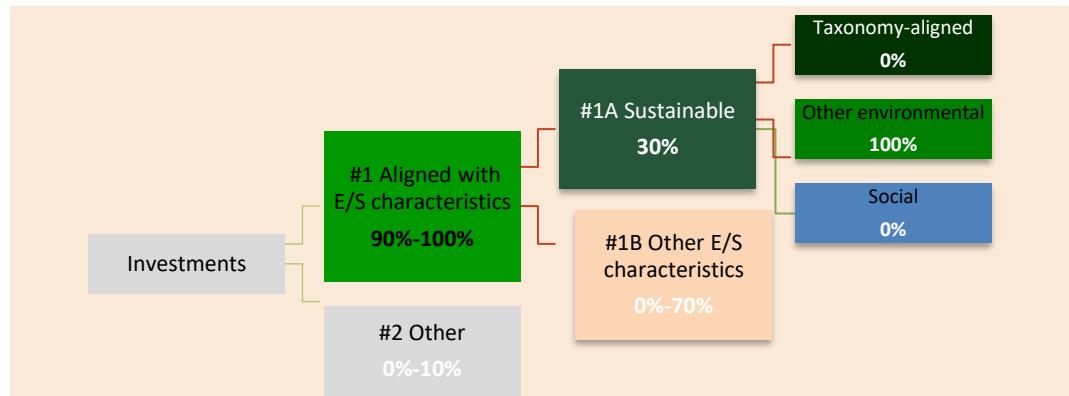 Investments
#1 Aligned with
E/S characteristics
90%-100%
#2 Other
0%-10%
#1A Sustainable
30%
#1B Other E/S
characteristics
0%-70%
Taxonomy-aligned
0%
Other environmental
100%
Social
0%